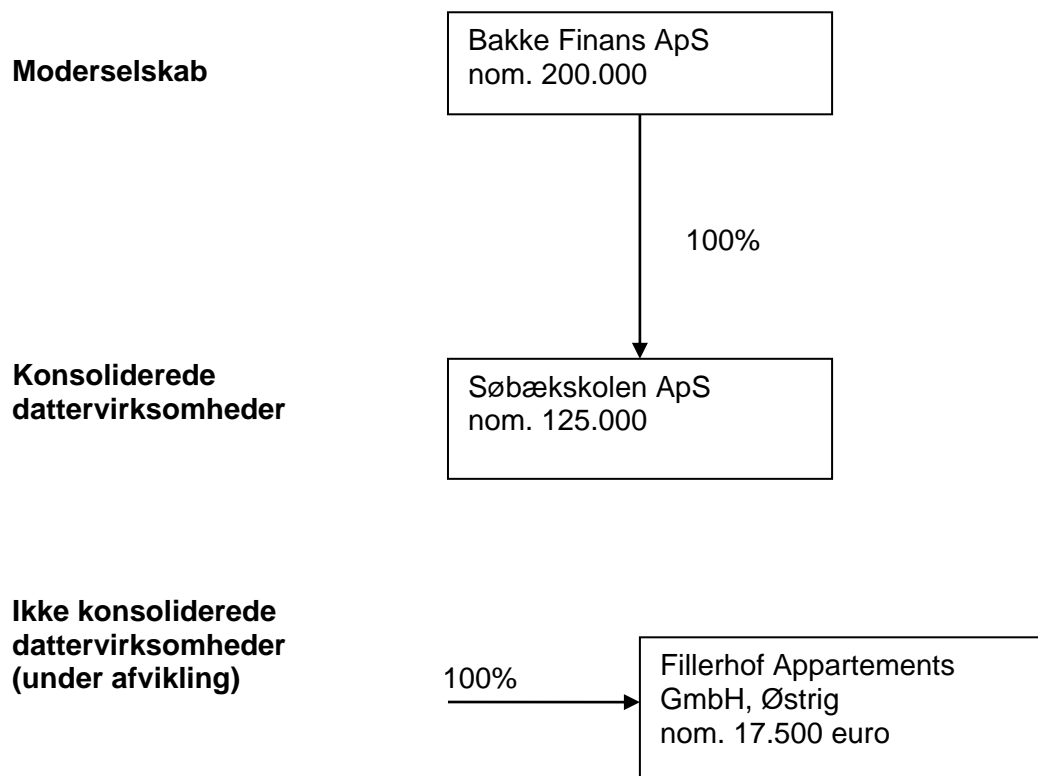 Moderselskab
Bakke Finans ApS
nom. 200.000
100%
Konsoliderede
dattervirksomheder
Søbækskolen ApS
nom. 125.000
Ikke konsoliderede
dattervirksomheder
(under afvikling)
100%
Fillerhof Appartements
GmbH, Østrig
nom. 17.500 euro